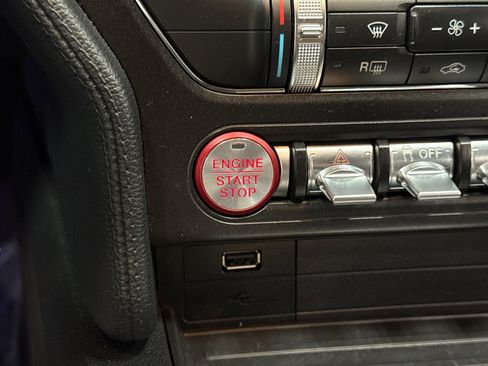 - +
R
ENGINE
START
STOP
OFF